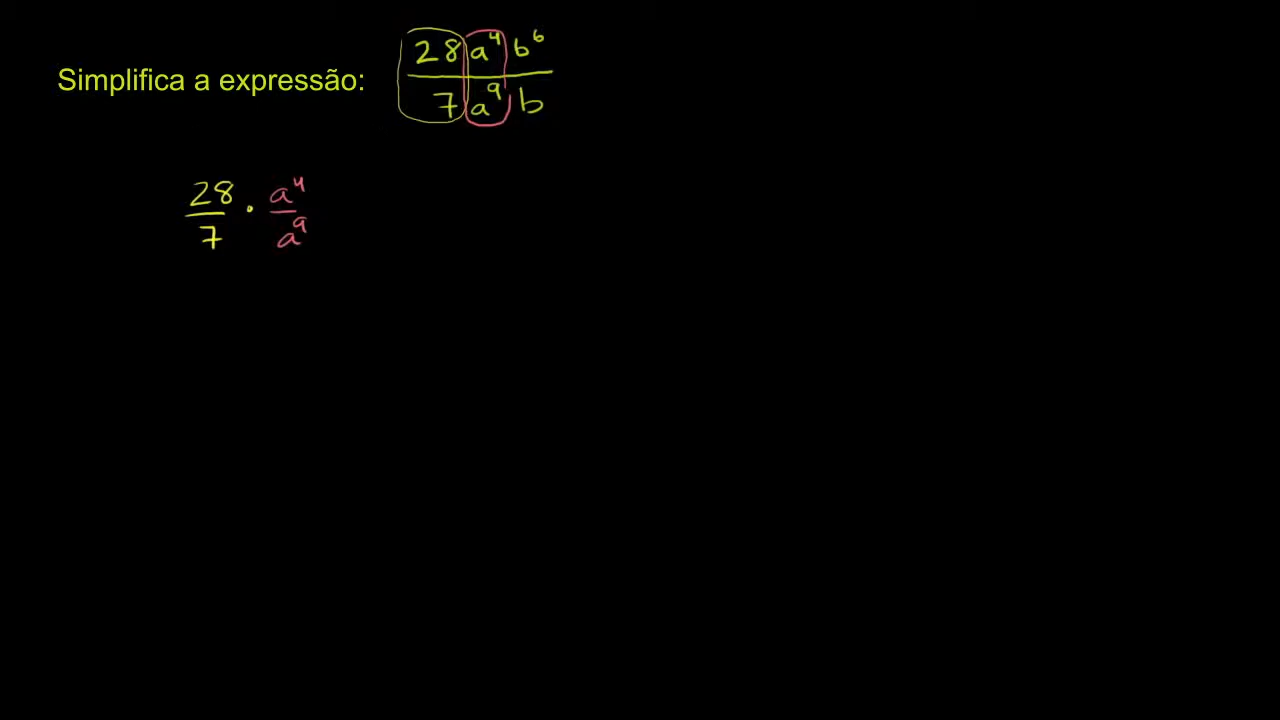 Simplifica a expressão: 28a⁴b⁶ / 7a⁹b
28/7 · a⁴/a⁹